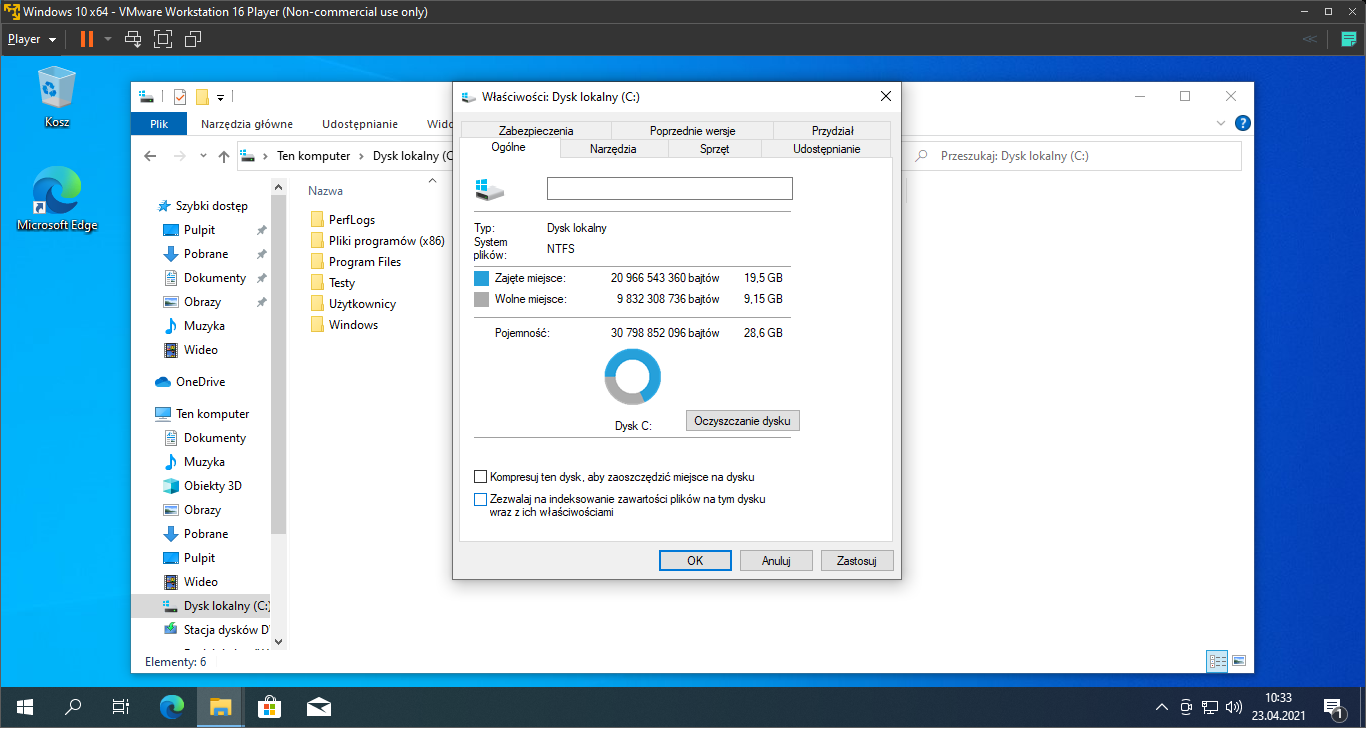 Windows 10 x64 - VMware Workstation 16 Player (Non-commercial use only)
Player
Kosz
Microsoft Edge
Plik
Narzędzia główne
Udostępnianie
Ten komputer
Dysk lokalny
Przeszukaj: Dysk lokalny (C:)
Szybki dostęp
Pulpit
Pobrane
Dokumenty
Obrazy
Muzyka
Wideo
OneDrive
Ten komputer
Dokumenty
Muzyka
Obiekty 3D
Obrazy
Pobrane
Pulpit
Wideo
Dysk lokalny (C:)
Stacja dysków
Elementy: 6
Nazwa
PerfLogs
Pliki programów (x86)
Program Files
Testy
Użytkownicy
Windows
Właściwości: Dysk lokalny (C:)
Zabezpieczenia Poprzednie wersje Przydział
Ogólne Narzędzia Sprzęt Udostępnianie
Typ: Dysk lokalny
System
plików: NTFS
Zajęte miejsce: 20 966 543 360 bajtów 19,5 GB
Wolne miejsce: 9 832 308 736 bajtów 9,15 GB
Pojemność: 30 798 852 096 bajtów 28,6 GB
Dysk C:
Oczyszczanie dysku
Kompresuj ten dysk, aby zaoszczędzić miejsce na dysku
Zezwalaj na indeksowanie zawartości plików na tym dysku
wraz z ich właściwościami
OK Anuluj Zastosuj
10:33
23.04.2021
1